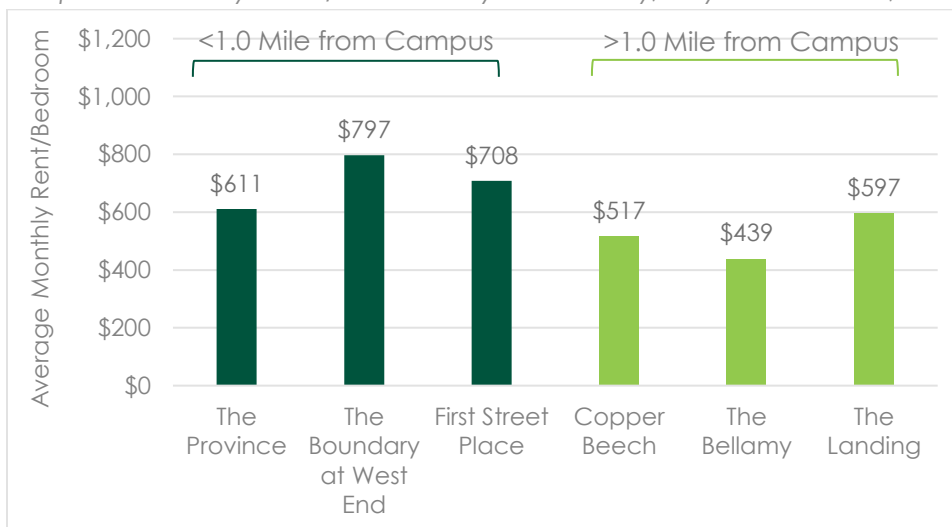 <1.0 Mile from Campus
>1.0 Mile from Campus
Average Monthly Rent/Bedroom
$1,200
$1,000
$800
$600
$400
$200
$0
$611
$797
$708
$517
$439
$597
The
Province
The
Boundary
at West
End
First Street
Place
Copper
Beech
The
Bellamy
The
Landing